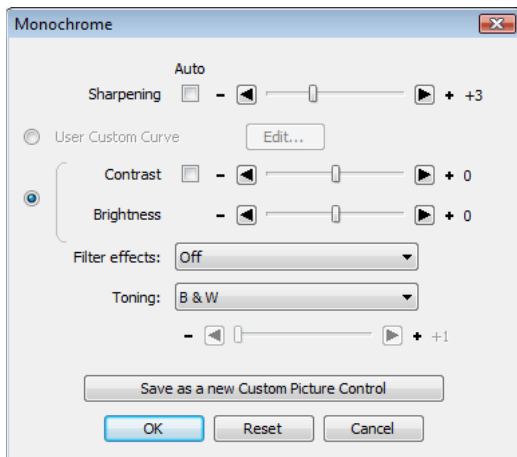 Monochrome
Auto
Sharpening - + +3
User Custom Curve Edit...
Contrast - + 0
Brightness - + 0
Filter effects: Off
Toning: B & W
- + +1
Save as a new Custom Picture Control
OK Reset Cancel